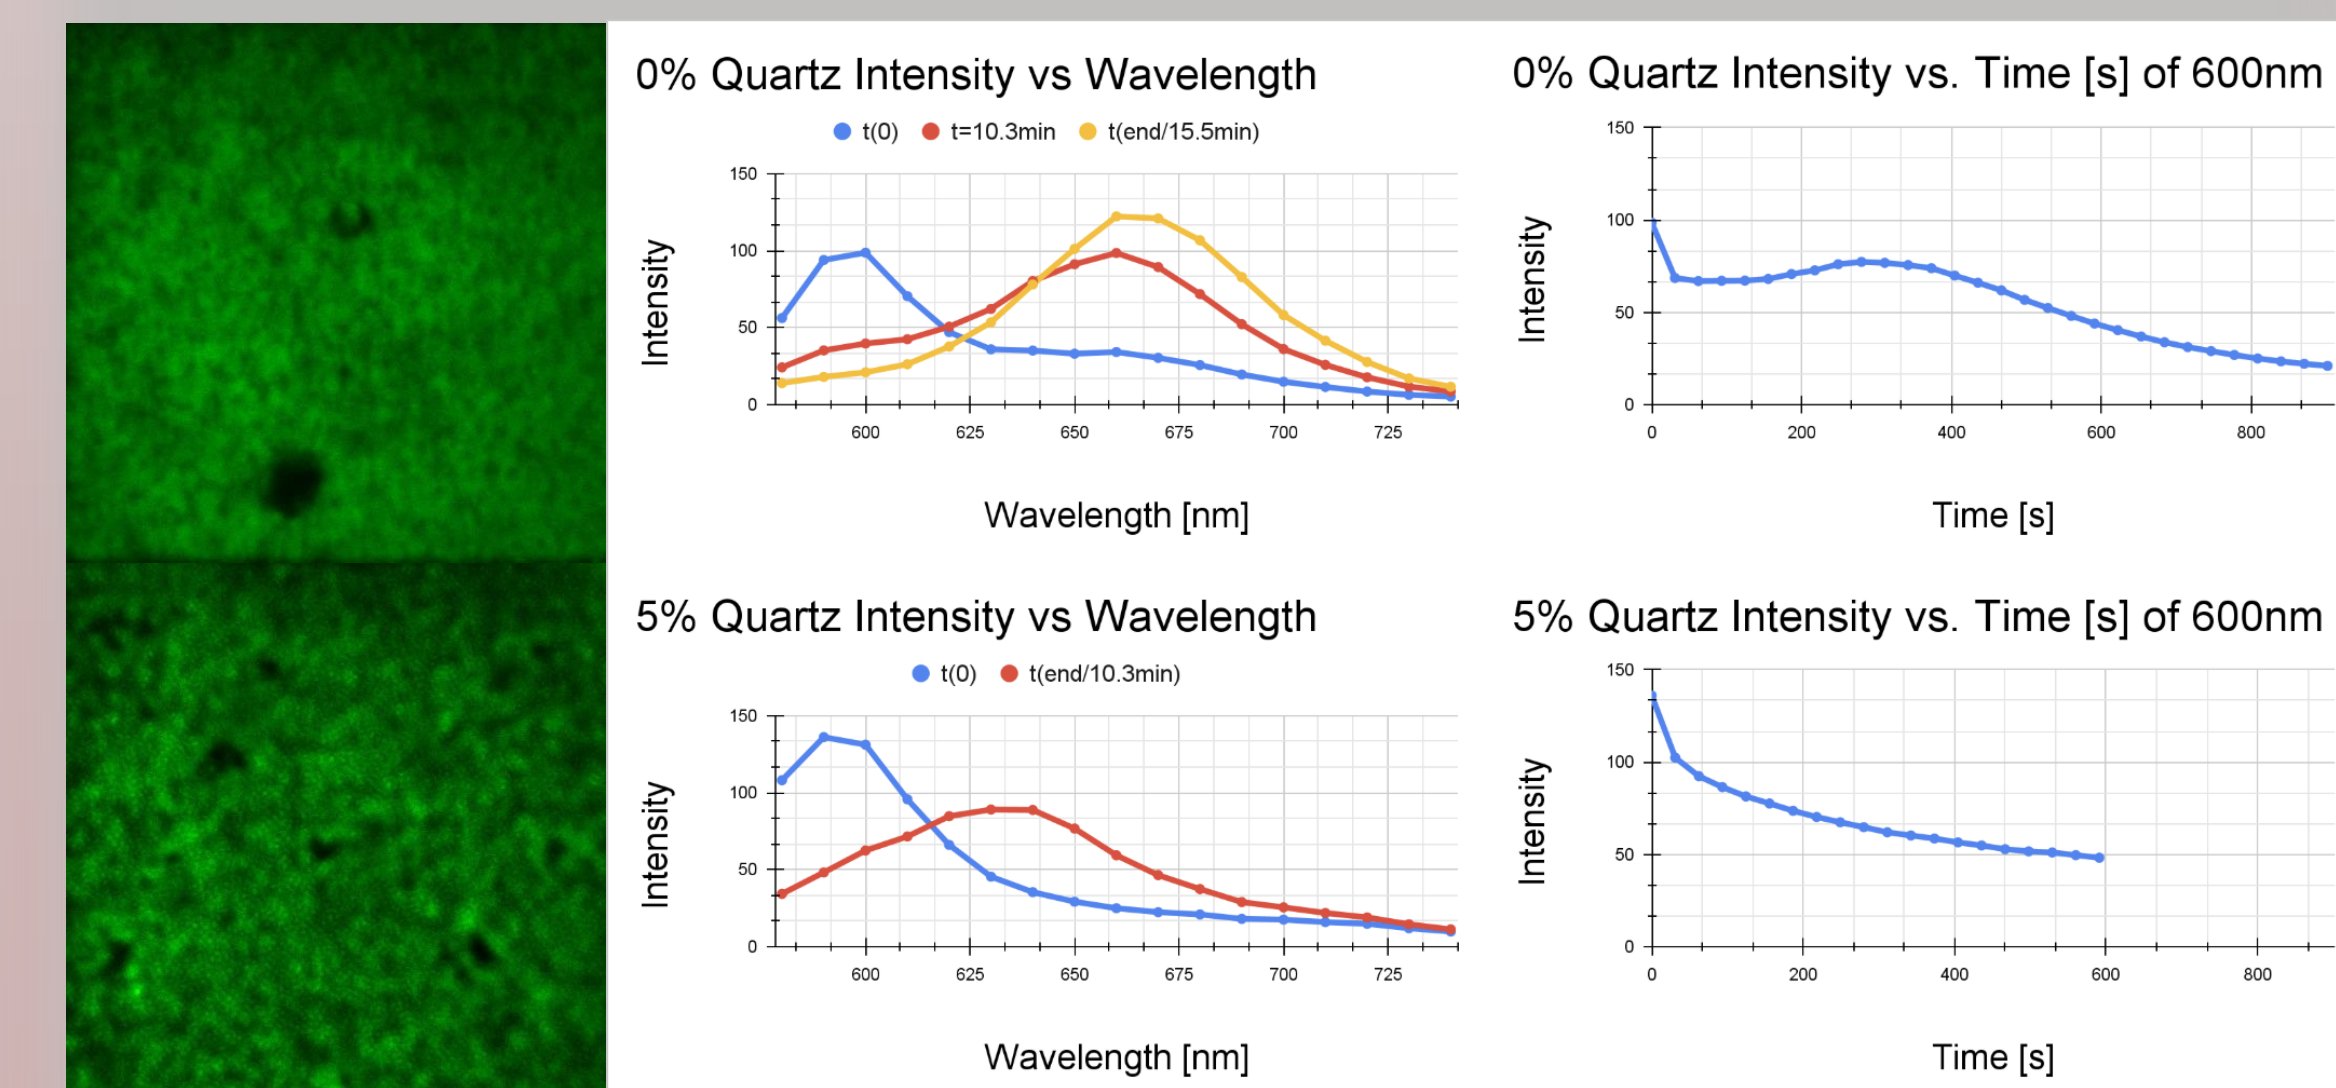 0% Quartz Intensity vs Wavelength
t(0) t=10.3min t(end/15.5min)
150
100
50
0
Intensity
600 625 650 675 700 725
Wavelength [nm]
0% Quartz Intensity vs. Time [s] of 600nm
150
100
50
0
Intensity
0 200 400 600 800
Time [s]
5% Quartz Intensity vs Wavelength
t(0) t(end/10.3min)
150
100
50
0
Intensity
600 625 650 675 700 725
Wavelength [nm]
5% Quartz Intensity vs. Time [s] of 600nm
150
100
50
0
Intensity
0 200 400 600 800
Time [s]